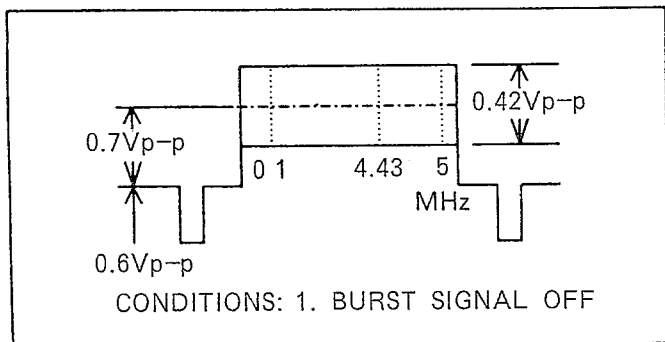 0.42Vp-p
0.7Vp-p
0 1 4.43 5
MHz
0.6Vp-p
CONDITIONS: 1. BURST SIGNAL OFF